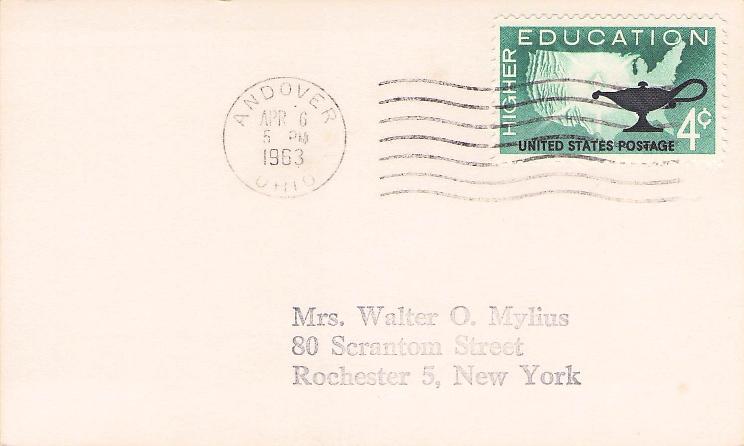 HIGHER EDUCATION
4¢
UNITED STATES POSTAGE
ANDOVER
APR 6
5 PM
1963
OHIO
Mrs. Walter O. Mylius
80 Scrantom Street
Rochester 5, New York